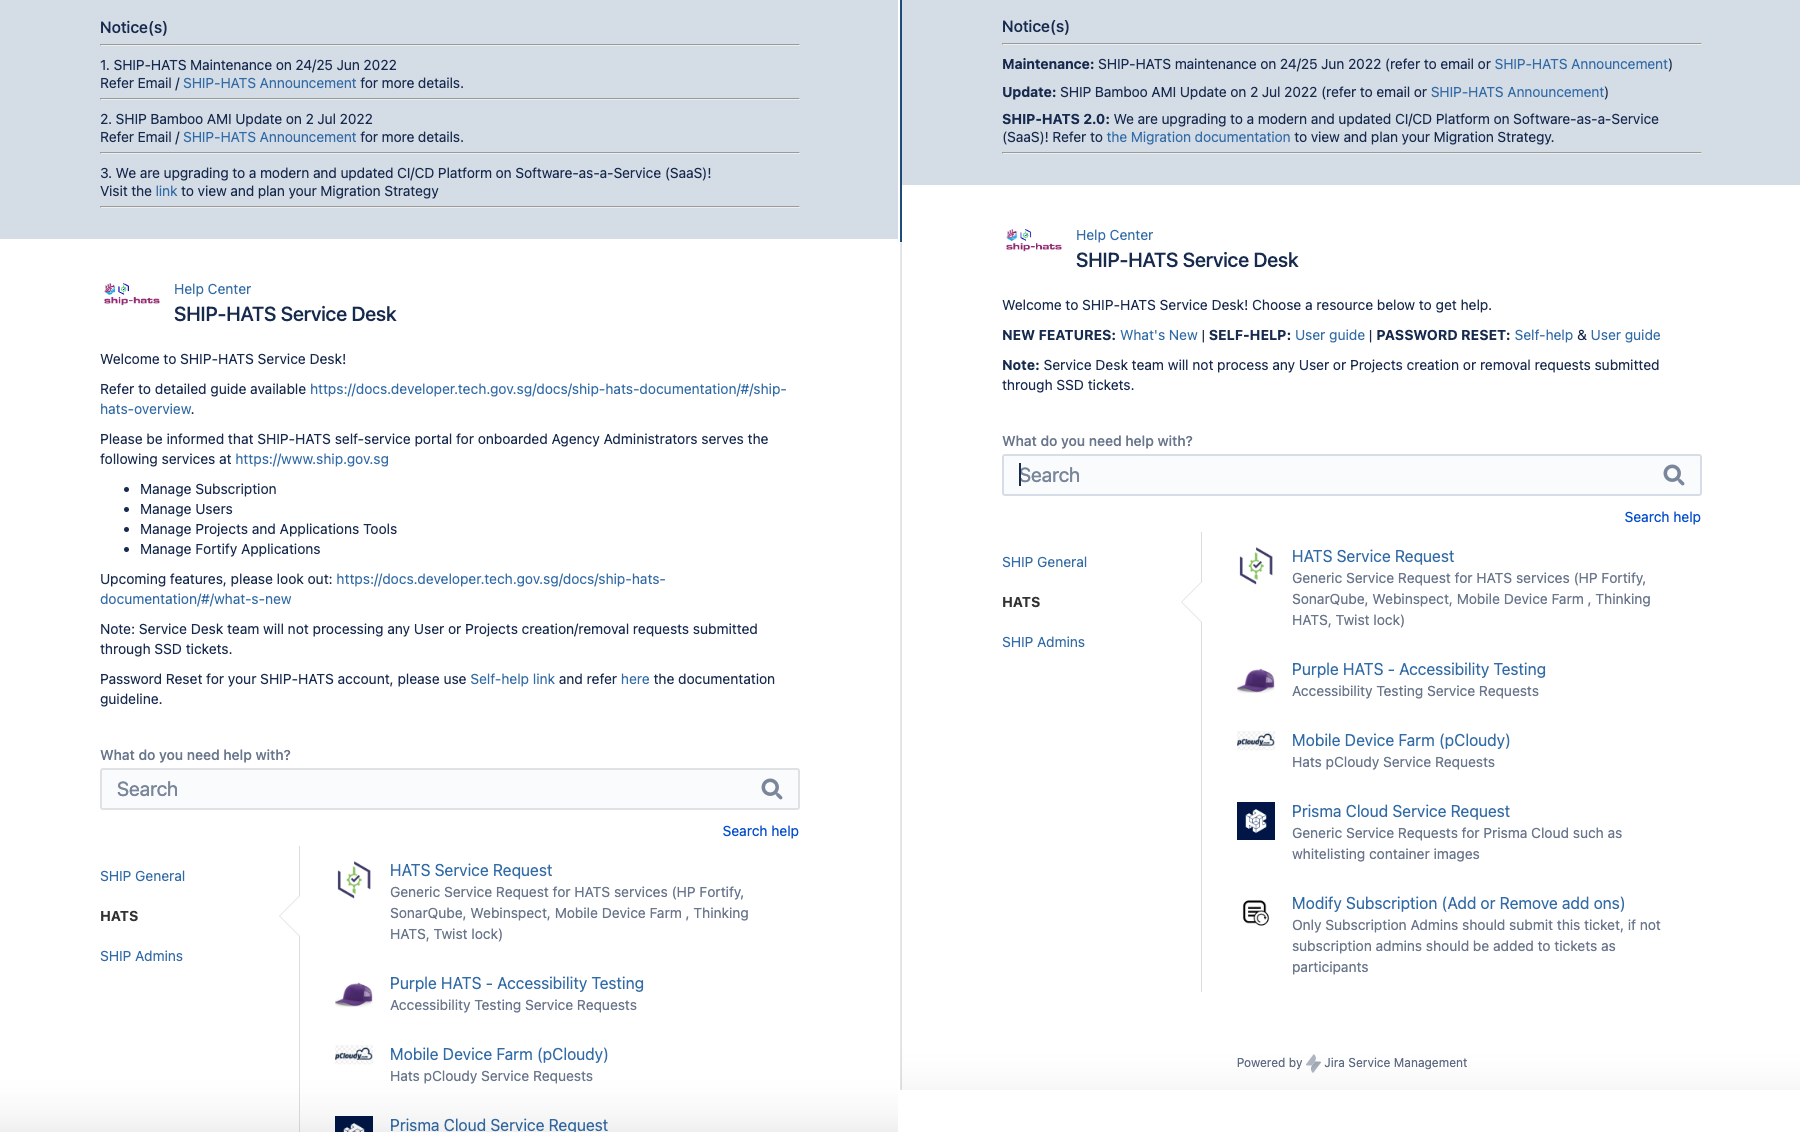 Notice(s)
1. SHIP-HATS Maintenance on 24/25 Jun 2022
Refer Email / SHIP-HATS Announcement for more details.
2. SHIP Bamboo AMI Update on 2 Jul 2022
Refer Email / SHIP-HATS Announcement for more details.
3. We are upgrading to a modern and updated CI/CD Platform on Software-as-a-Service (SaaS)!
Visit the link to view and plan your Migration Strategy
ship-hats
Help Center
SHIP-HATS Service Desk
Welcome to SHIP-HATS Service Desk!
Refer to detailed guide available https://docs.developer.tech.gov.sg/docs/ship-hats-documentation/#/ship-
hats-overview.
Please be informed that SHIP-HATS self-service portal for onboarded Agency Administrators serves the
following services at https://www.ship.gov.sg
• Manage Subscription
• Manage Users
• Manage Projects and Applications Tools
• Manage Fortify Applications
Upcoming features, please look out: https://docs.developer.tech.gov.sg/docs/ship-hats-
documentation/#/what-s-new
Note: Service Desk team will not processing any User or Projects creation/removal requests submitted
through SSD tickets.
Password Reset for your SHIP-HATS account, please use Self-help link and refer here the documentation
guideline.
What do you need help with?
Search
Search help
SHIP General
HATS
SHIP Admins
HATS Service Request
Generic Service Request for HATS services (HP Fortify,
SonarQube, Webinspect, Mobile Device Farm , Thinking
HATS, Twist lock)
Purple HATS - Accessibility Testing
Accessibility Testing Service Requests
pCloudy
Mobile Device Farm (pCloudy)
Hats pCloudy Service Requests
Prisma Cloud Service Request
Notice(s)
Maintenance: SHIP-HATS maintenance on 24/25 Jun 2022 (refer to email or SHIP-HATS Announcement)
Update: SHIP Bamboo AMI Update on 2 Jul 2022 (refer to email or SHIP-HATS Announcement)
SHIP-HATS 2.0: We are upgrading to a modern and updated CI/CD Platform on Software-as-a-Service
(SaaS)! Refer to the Migration documentation to view and plan your Migration Strategy.
ship-hats
Help Center
SHIP-HATS Service Desk
Welcome to SHIP-HATS Service Desk! Choose a resource below to get help.
NEW FEATURES: What's New | SELF-HELP: User guide | PASSWORD RESET: Self-help & User guide
Note: Service Desk team will not process any User or Projects creation or removal requests submitted
through SSD tickets.
What do you need help with?
Search
Search help
SHIP General
HATS
SHIP Admins
HATS Service Request
Generic Service Request for HATS services (HP Fortify,
SonarQube, Webinspect, Mobile Device Farm , Thinking
HATS, Twist lock)
Purple HATS - Accessibility Testing
Accessibility Testing Service Requests
pCloudy
Mobile Device Farm (pCloudy)
Hats pCloudy Service Requests
Prisma Cloud Service Request
Generic Service Requests for Prisma Cloud such as
whitelisting container images
Modify Subscription (Add or Remove add ons)
Only Subscription Admins should submit this ticket, if not
subscription admins should be added to tickets as
participants
Powered by Jira Service Management